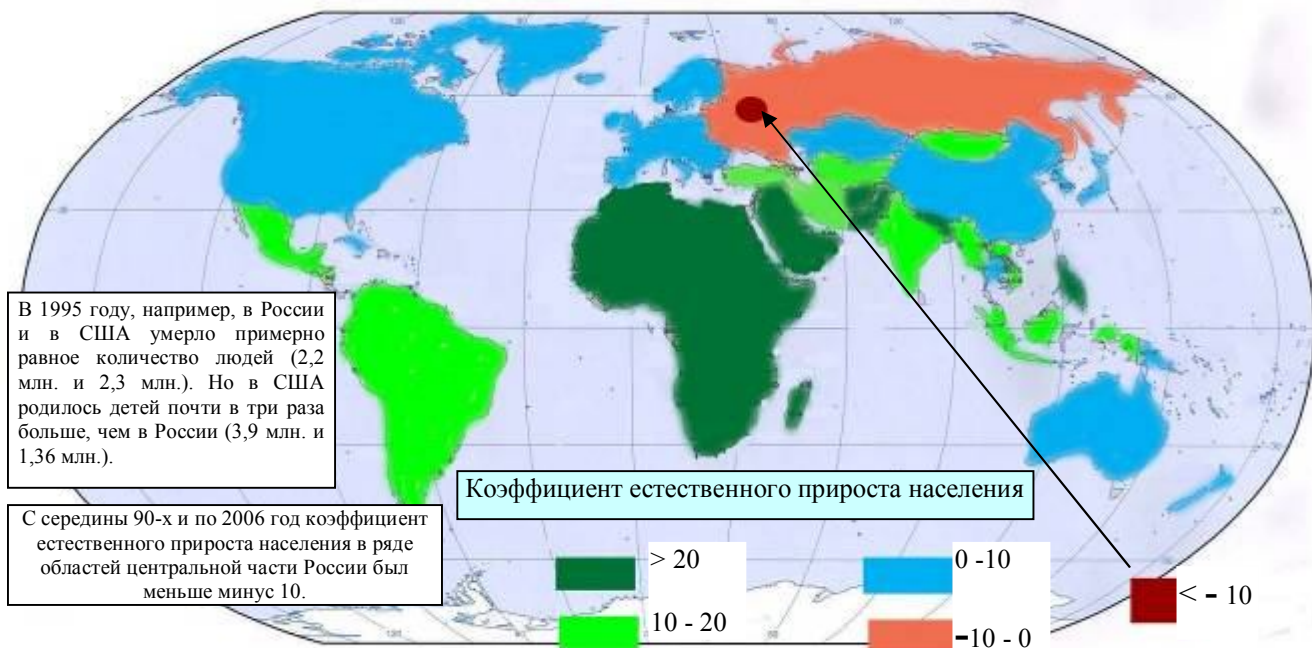 В 1995 году, например, в России
и в США умерло примерно
равное количество людей (2,2
млн. и 2,3 млн.). Но в США
родилось детей почти в три раза
больше, чем в России (3,9 млн. и
1,36 млн.).
С середины 90-х и по 2006 год коэффициент
естественного прироста населения в ряде
областей центральной части России был
меньше минус 10.
Коэффициент естественного прироста населения
> 20
10 - 20
0 -10
-10 - 0
< - 10